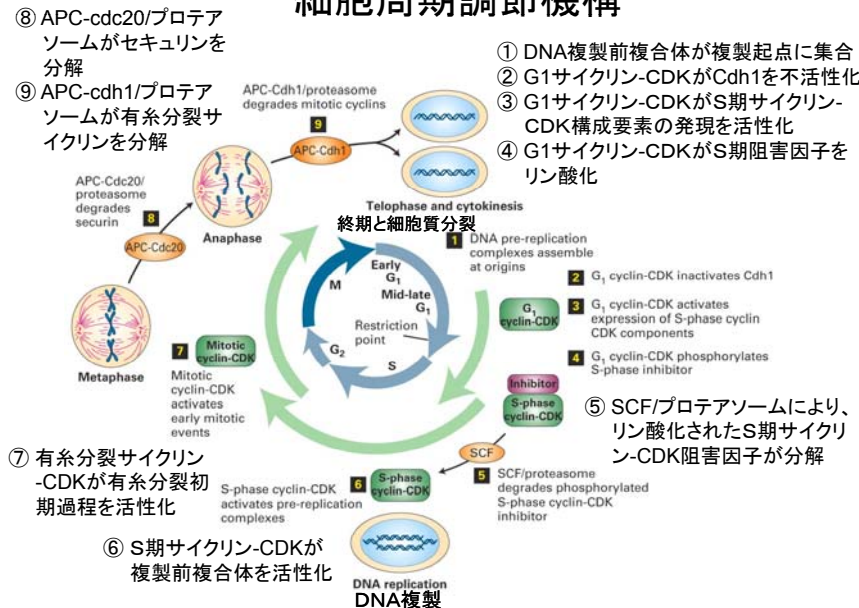 細胞周期調節機構
⑧ APC-cdc20/プロテア
ソームがセキュリンを
分解
⑨ APC-cdh1/プロテア
ソームが有糸分裂サ
イクリンを分解
① DNA複製前複合体が複製起点に集合
② G1サイクリン-CDKがCdh1を不活性化
③ G1サイクリン-CDKがS期サイクリン-
CDK構成要素の発現を活性化
④ G1サイクリン-CDKがS期阻害因子を
リン酸化
APC-Cdh1/proteasome
degrades mitotic cyclins
9
APC-Cdh1
APC-Cdc20/
proteasome
degrades
securin
8
APC-Cdc20
Anaphase
Metaphase
Telophase and cytokinesis
終期と細胞質分裂
1 DNA pre-replication
complexes assemble
at origins
2 G1 cyclin-CDK inactivates Cdh1
3 G1 cyclin-CDK activates
expression of S-phase cyclin
CDK components
4 G1 cyclin-CDK phosphorylates
S-phase inhibitor
G1
cyclin-CDK
M
Early
G1
Mid-late
G1
Restriction
point
G2
S
7
Mitotic
cyclin-CDK
Mitotic
cyclin-CDK
activates
early mitotic
events
Inhibitor
S-phase
cyclin-CDK
SCF
⑤ SCF/プロテアソームにより、
リン酸化されたS期サイクリ
ン-CDK阻害因子が分解
5 SCF/proteasome
degrades phosphorylated
S-phase cyclin-CDK
inhibitor
⑦ 有糸分裂サイクリン
-CDKが有糸分裂初
期過程を活性化
S-phase cyclin-CDK
activates pre-replication
complexes
6
S-phase
cyclin-CDK
⑥ S期サイクリン-CDKが
複製前複合体を活性化
DNA replication
DNA複製